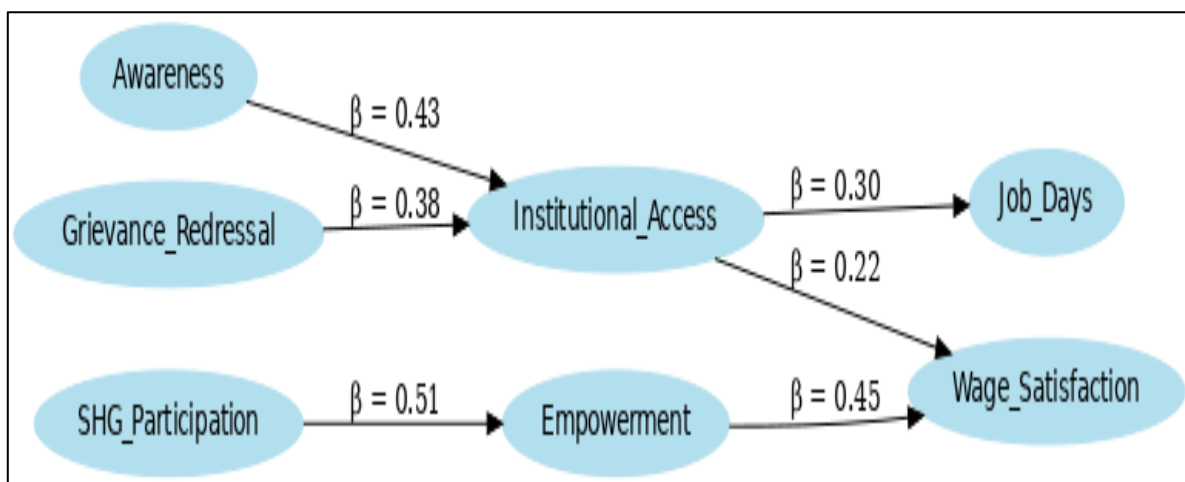 Awareness
β = 0.43
Grievance_Redressal
β = 0.38
Institutional_Access
β = 0.30
Job_Days
β = 0.22
SHG_Participation
β = 0.51
Empowerment
β = 0.45
Wage_Satisfaction